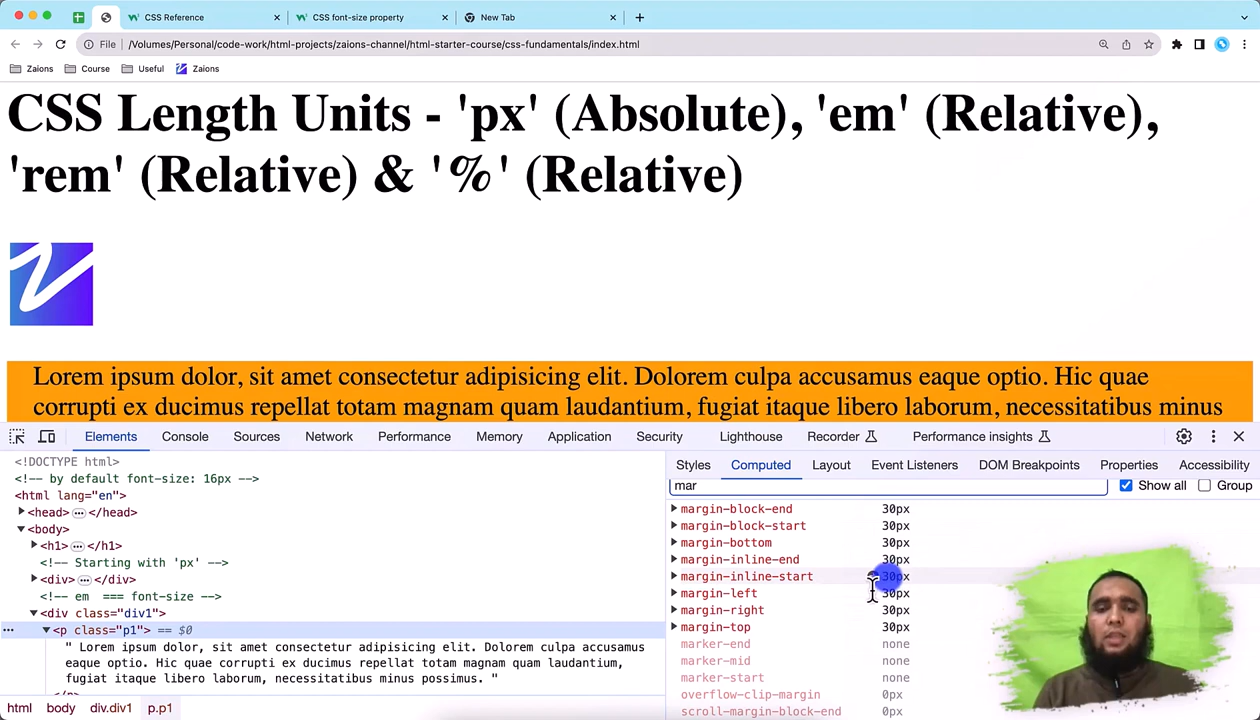 CSS Reference
CSS font-size property
New Tab
File
/Volumes/Personal/code-work/html-projects/zaions-channel/html-starter-course/css-fundamentals/index.html
Zaions
Course
Useful
Zaions
CSS Length Units - 'px' (Absolute), 'em' (Relative),
'rem' (Relative) & '%' (Relative)
Lorem ipsum dolor, sit amet consectetur adipisicing elit. Dolorem culpa accusamus eaque optio. Hic quae
corrupti ex ducimus repellat totam magnam quam laudantium, fugiat itaque libero laborum, necessitatibus minus
Elements Console Sources Network Performance Memory Application Security Lighthouse Recorder Performance insights
<!DOCTYPE html>
<!-- by default font-size: 16px -->
<html lang="en">
<head>…</head>
<body>
<h1>…</h1>
<!-- Starting with 'px' -->
<div>…</div>
<!-- em  === font-size -->
<div class="div1">
<p class="p1"> == $0
" Lorem ipsum dolor, sit amet consectetur adipisicing elit. Dolorem culpa accusamus
eaque optio. Hic quae corrupti ex ducimus repellat totam magnam quam laudantium,
fugiat itaque libero laborum, necessitatibus minus possimus. "
</p>
html body div.div1 p.p1
Styles Computed Layout Event Listeners DOM Breakpoints Properties Accessibility
mar
Show all Group
margin-block-end 30px
margin-block-start 30px
margin-bottom 30px
margin-inline-end 30px
margin-inline-start 30px
margin-left 30px
margin-right 30px
margin-top 30px
marker-end none
marker-mid none
marker-start none
overflow-clip-margin 0px
scroll-margin-block-end 0px